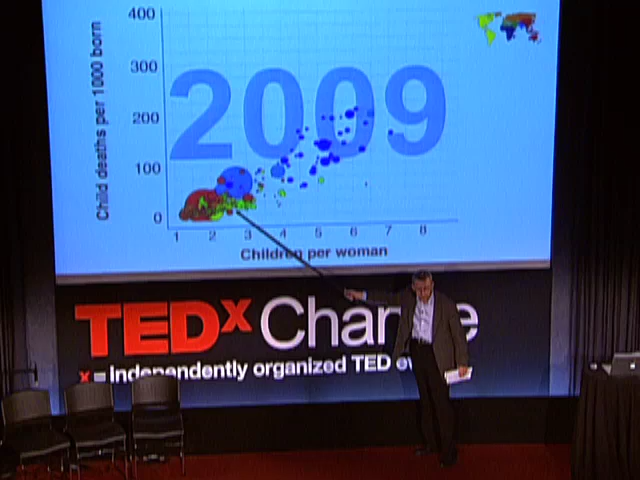 400
300
200
100
0
Child deaths per 1000 born
2009
1 2 3 4 5 6 7 8
Children per woman
TEDx Chan e
x = independently organized TED e